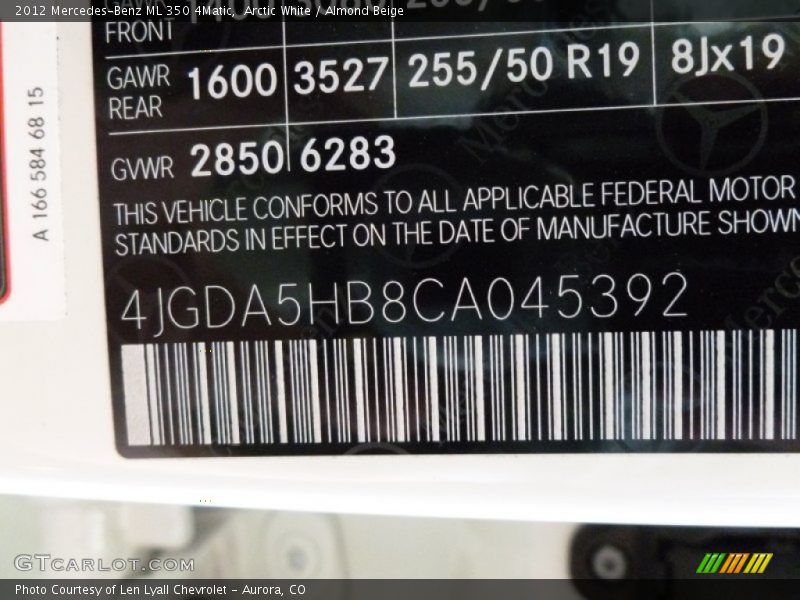 2012 Mercedes-Benz ML 350 4Matic, Arctic White / Almond Beige
FRONT
GAWR REAR 1600 3527 255/50 R19 8Jx19
GVWR 2850 6283
THIS VEHICLE CONFORMS TO ALL APPLICABLE FEDERAL MOTOR
STANDARDS IN EFFECT ON THE DATE OF MANUFACTURE SHOWN
4JGDA5HB8CA045392
A 166 584 68 15
GTCARLOT.COM
Photo Courtesy of Len Lyall Chevrolet - Aurora, CO